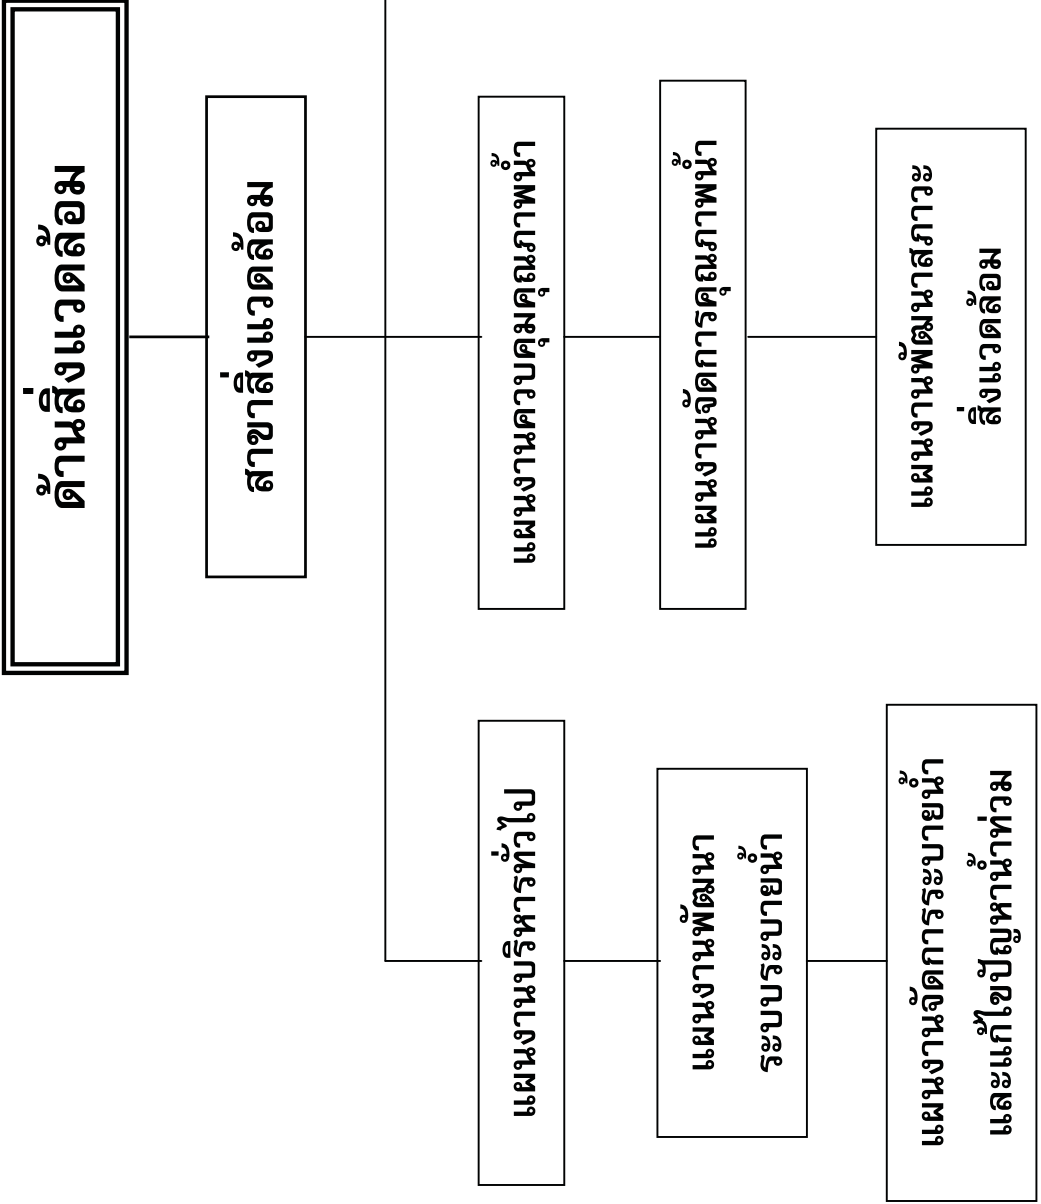 ด้านสิ่งแวดล้อม
สาขาสิ่งแวดล้อม
แผนงานบริหารทั่วไป
แผนงานควบคุมคุณภาพน้ำ
แผนงานพัฒนา
ระบบระบายน้ำ
แผนงานจัดการคุณภาพน้ำ
แผนงานจัดการระบายน้ำ
และแก้ไขปัญหาน้ำท่วม
แผนงานพัฒนาสภาวะ
สิ่งแวดล้อม